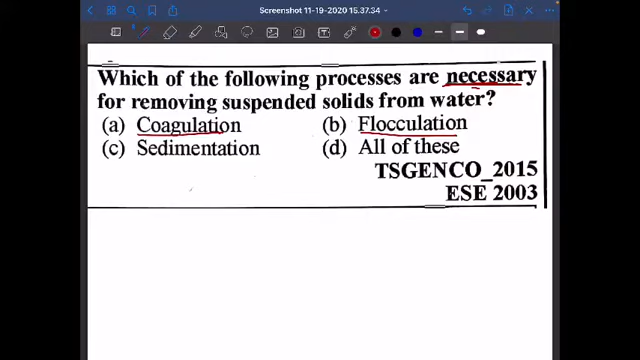 Screenshot 11-19-2020 15.37.34
Which of the following processes are necessary
for removing suspended solids from water?
(a) Coagulation (b) Flocculation
(c) Sedimentation (d) All of these
TSGENCO_2015
ESE 2003